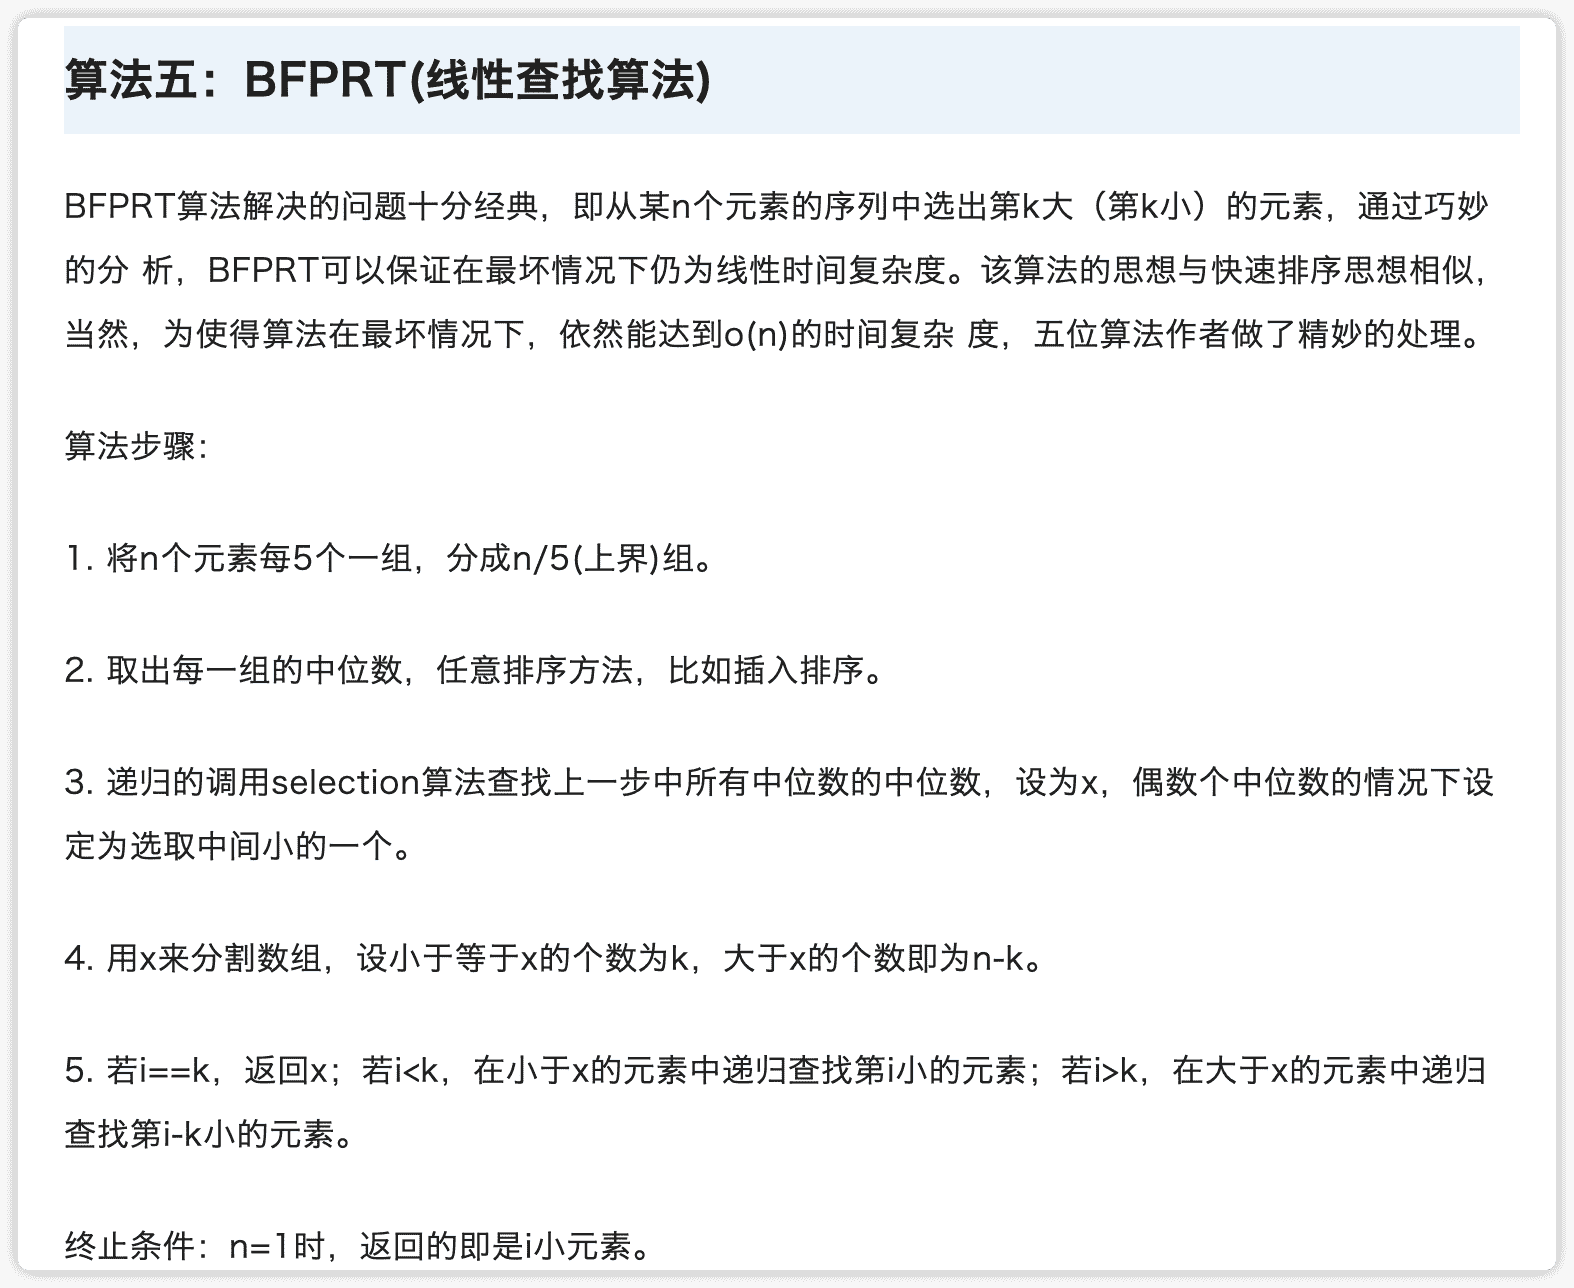 算法五：BFPRT(线性查找算法)
BFPRT算法解决的问题十分经典，即从某n个元素的序列中选出第k大（第k小）的元素，通过巧妙
的分 析，BFPRT可以保证在最坏情况下仍为线性时间复杂度。该算法的思想与快速排序思想相似，
当然，为使得算法在最坏情况下，依然能达到o(n)的时间复杂 度，五位算法作者做了精妙的处理。
算法步骤：
1. 将n个元素每5个一组，分成n/5(上界)组。
2. 取出每一组的中位数，任意排序方法，比如插入排序。
3. 递归的调用selection算法查找上一步中所有中位数的中位数，设为x，偶数个中位数的情况下设
定为选取中间小的一个。
4. 用x来分割数组，设小于等于x的个数为k，大于x的个数即为n-k。
5. 若i==k，返回x；若i<k，在小于x的元素中递归查找第i小的元素；若i>k，在大于x的元素中递归
查找第i-k小的元素。
终止条件：n=1时，返回的即是i小元素。